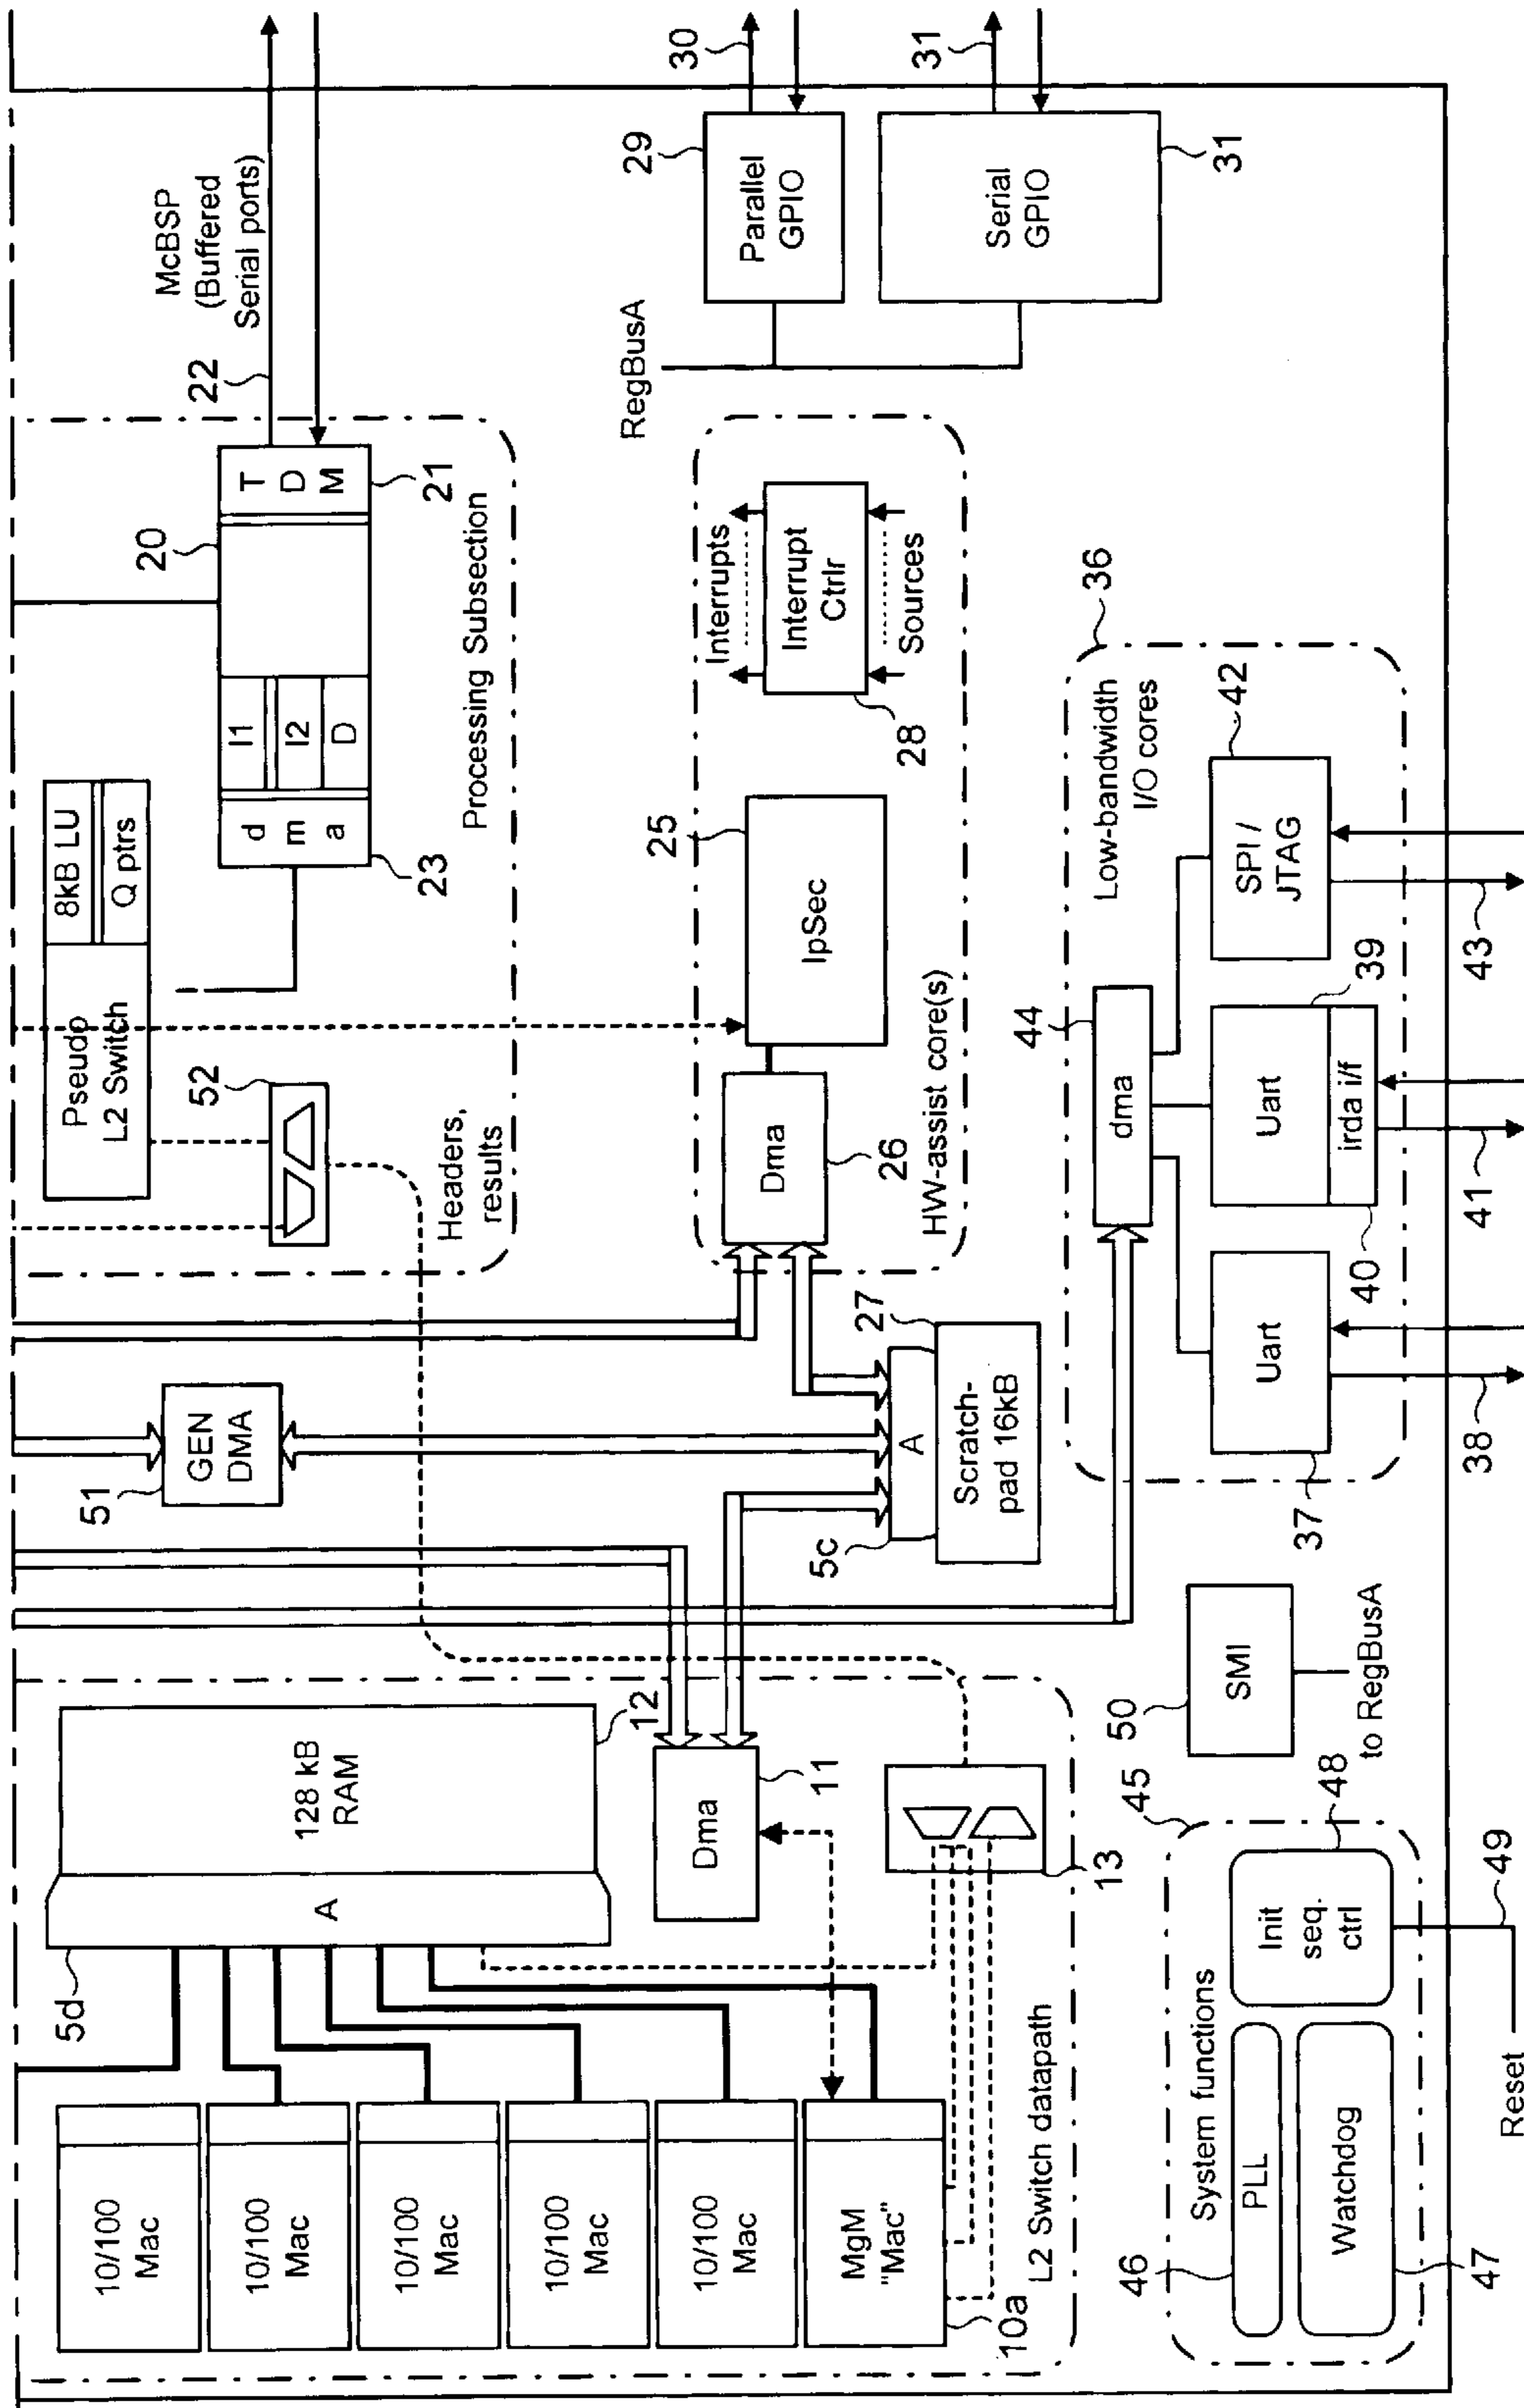 10/100
Mac
10/100
Mac
10/100
Mac
10/100
Mac
10/100
Mac
MgM
"Mac"
10a
L2 Switch datapath
5d
A
128 kB
RAM
12
Dma
11
13
51
GEN
DMA
5c
A
Scratch-
pad 16kB
27
Pseudo
L2 Switch
8kB LU
Q ptrs
52
Headers,
results
d
m
a
23
I1
I2
D
20
T
D
M
21
Processing Subsection
22
McBSP
(Buffered
Serial ports)
Dma
26
IpSec
25
HW-assist core(s)
Interrupts
Interrupt
Ctrlr
Sources
28
RegBusA
Parallel
GPIO
29
30
Serial
GPIO
31
31
System functions
45
PLL
46
Watchdog
47
Init
seq.
ctrl
48
Reset
49
SMI
50
to RegBusA
Low-bandwidth
I/O cores
36
dma
44
Uart
37
38
Uart
39
irda i/f
40
41
SPI /
JTAG
42
43